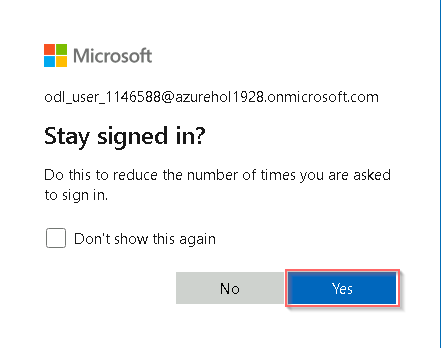 Microsoft
odl_user_1146588@azurehol1928.onmicrosoft.com
Stay signed in?
Do this to reduce the number of times you are asked
to sign in.
Don't show this again
No
Yes